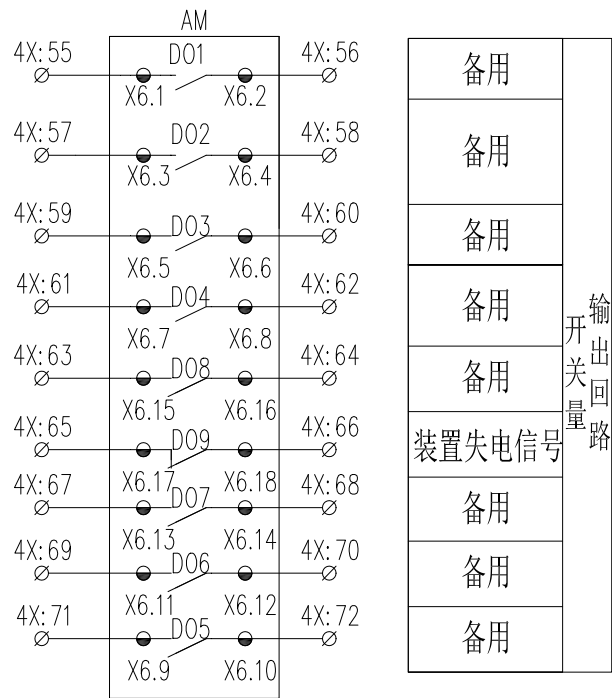 AM
4X:55 DO1 4X:56 备用
X6.1 X6.2
4X:57 DO2 4X:58 备用
X6.3 X6.4
4X:59 DO3 4X:60 备用
X6.5 X6.6
4X:61 DO4 4X:62 备用
X6.7 X6.8
4X:63 DO8 4X:64 备用
X6.15 X6.16
4X:65 DO9 4X:66 装置失电信号
X6.17 X6.18
4X:67 DO7 4X:68 备用
X6.13 X6.14
4X:69 DO6 4X:70 备用
X6.11 X6.12
4X:71 DO5 4X:72 备用
X6.9 X6.10
开关量
输出回路